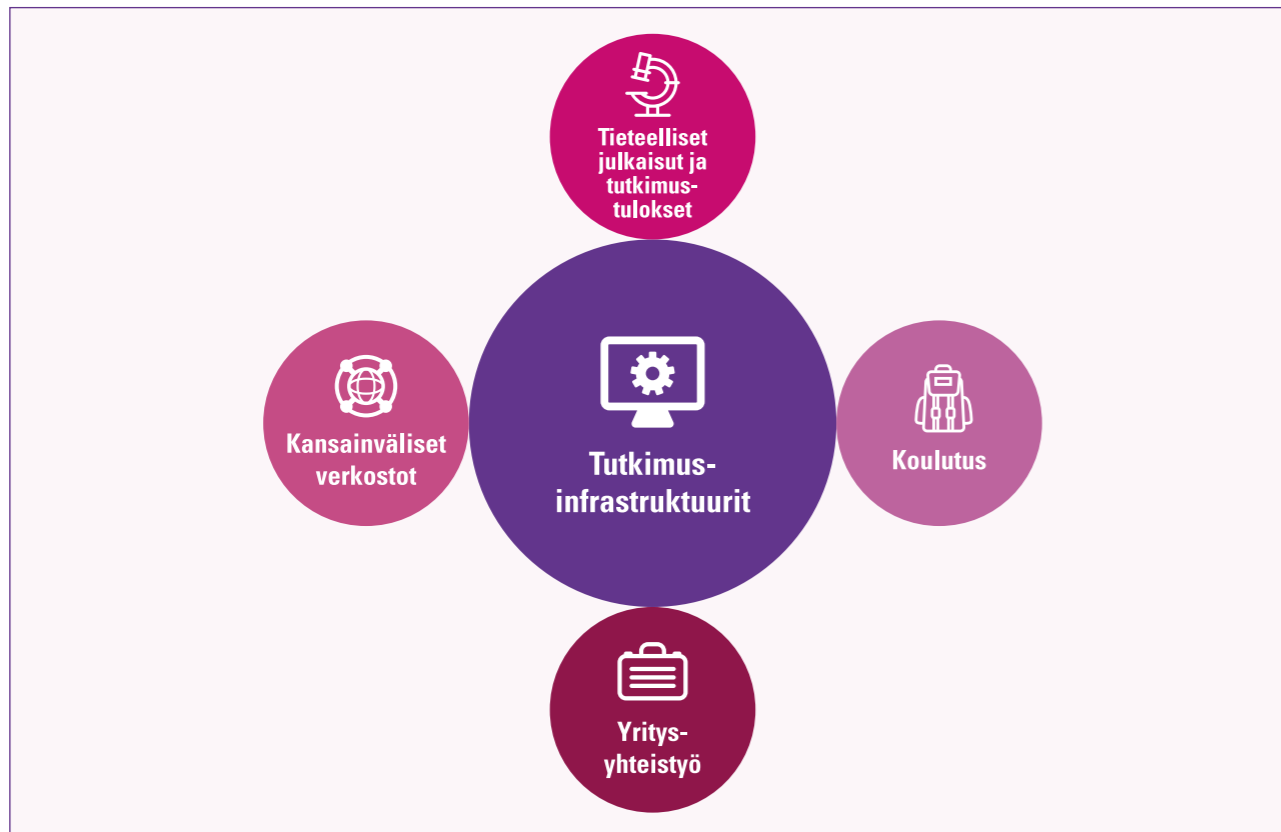 Tieteelliset
julkaisut ja
tutkimus-
tulokset
Kansainväliset
verkostot
Tutkimus-
infrastruktuurit
Koulutus
Yritys-
yhteistyö